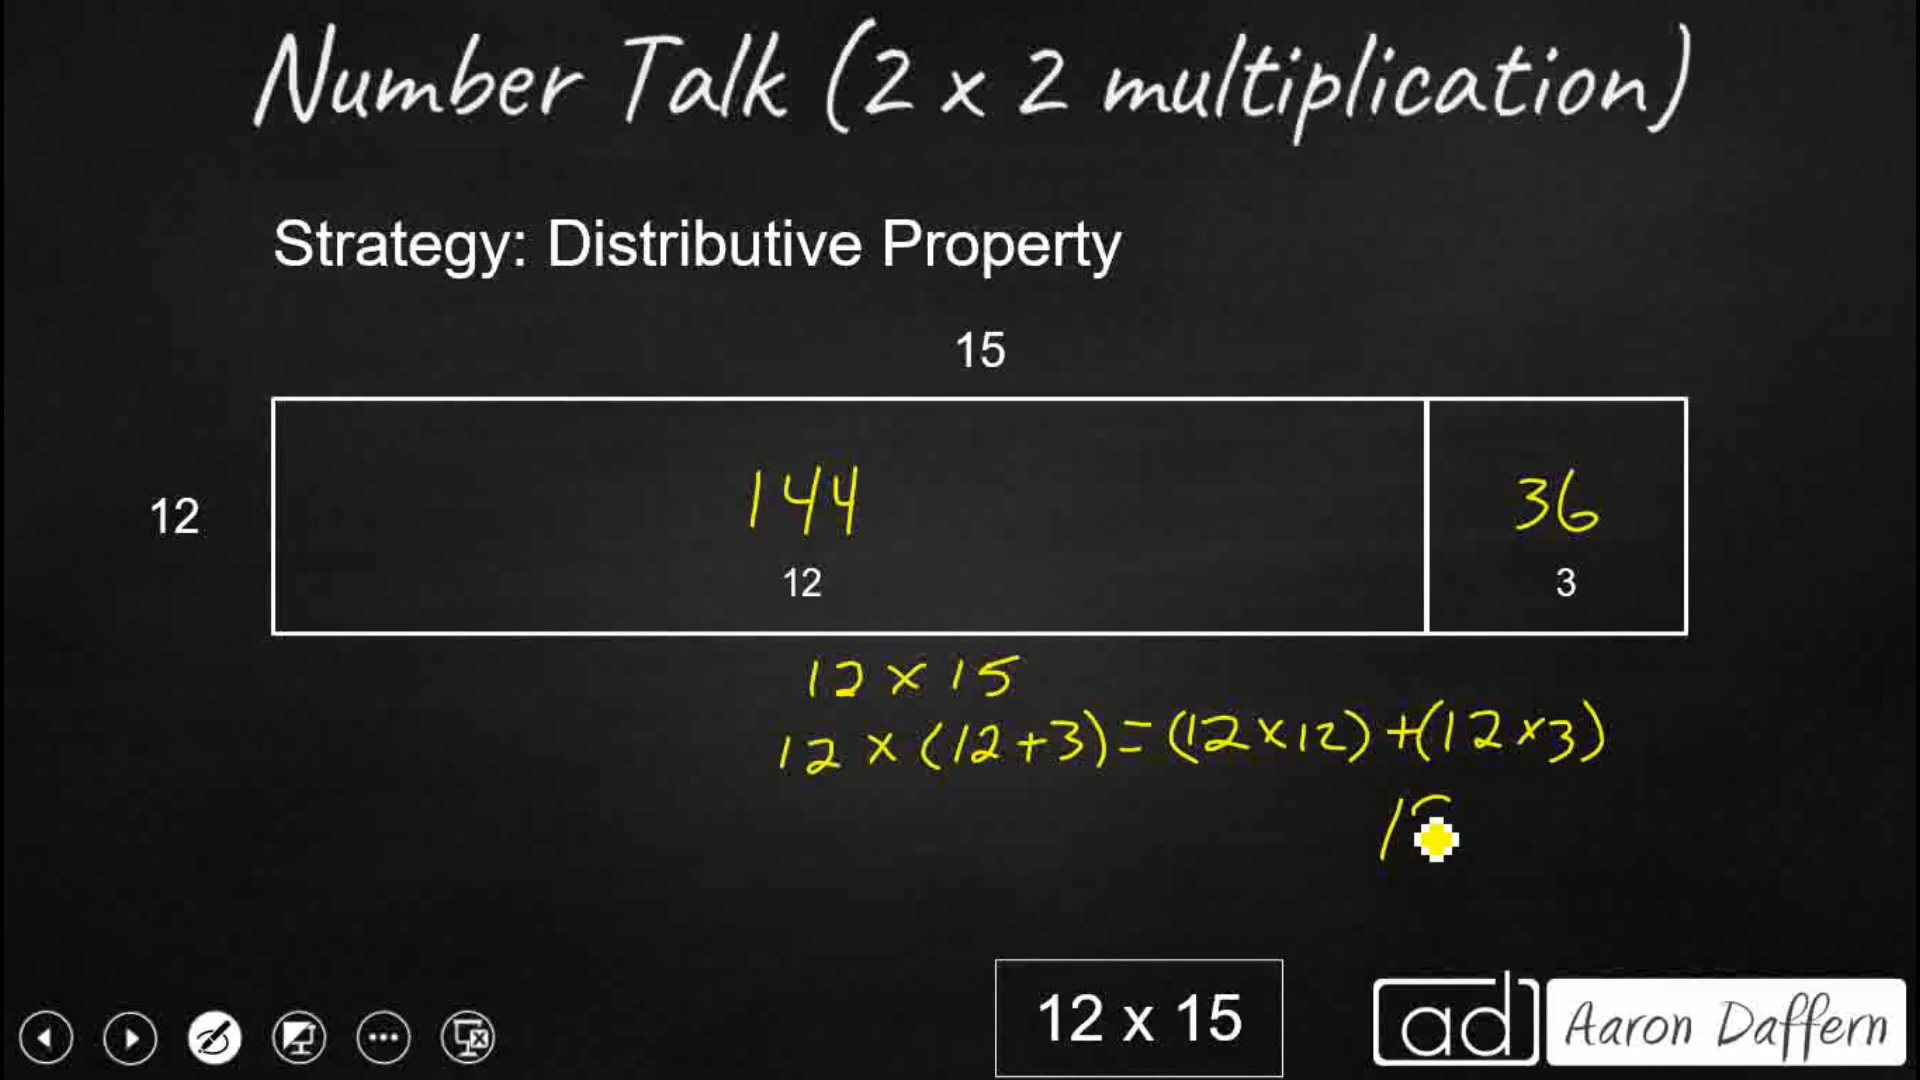 Number Talk (2 x 2 multiplication)
Strategy: Distributive Property
15
12
144
36
12
3
12 x 15
12 x (12+3) = (12x12) + (12x3)
12 x 15
ad
Aaron Daffern